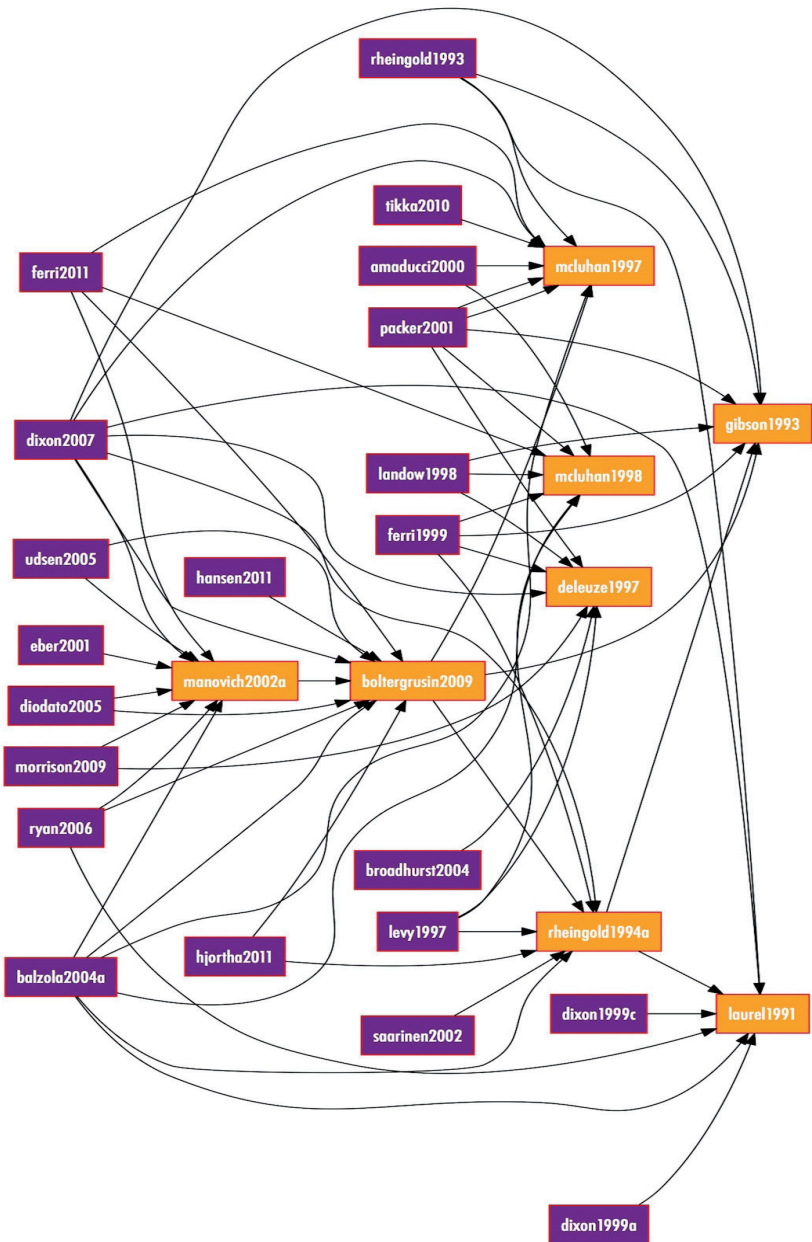 rheingold1993
tikka2010
ferri2011
amaducci2000
mcluhan1997
packer2001
dixon2007
gibson1993
landow1998
mcluhan1998
ferri1999
udsen2005
hansen2011
deleuze1997
eber2001
manovich2002a
boltergrusin2009
diodato2005
morrison2009
ryan2006
broadhurst2004
levy1997
rheingold1994a
hjortha2011
balzola2004a
dixon1999c
laurel1991
saarinen2002
dixon1999a